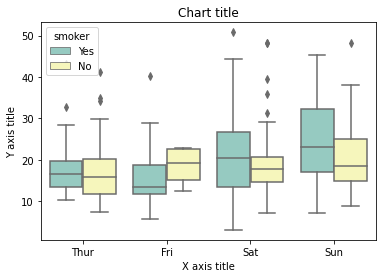 Chart title
smoker
Yes
No
Y axis title
50
40
30
20
10
Thur Fri Sat Sun
X axis title